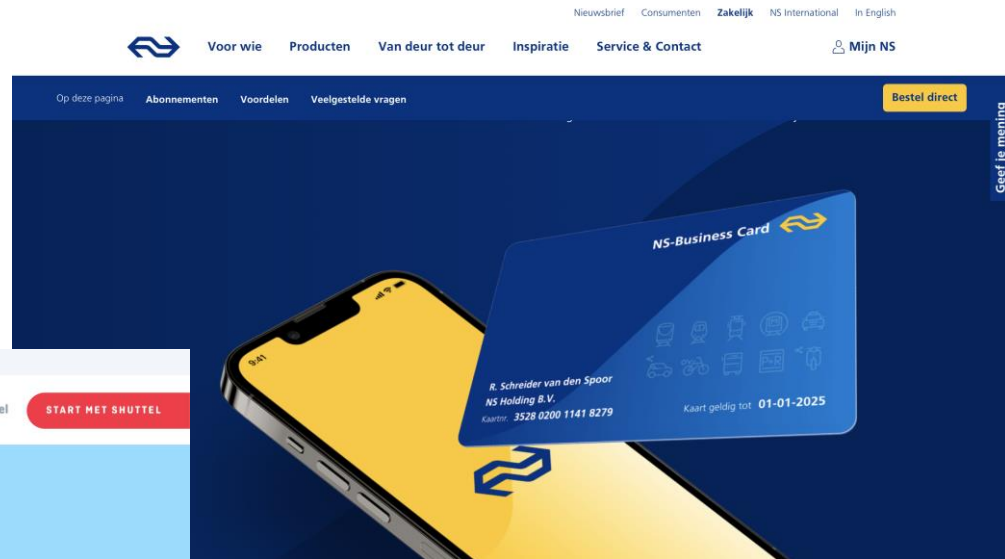 Nieuwsbrief Consumenten Zakelijk NS International In English
Voor wie Producten Van deur tot deur Inspiratie Service & Contact Mijn NS
Op deze pagina Abonnementen Voordelen Veelgestelde vragen Bestel direct
Geef je mening
NS-Business Card
9:41
P+R
R. Schreider van den Spoor
NS Holding B.V.
Kaartnr. 3528 0200 1141 8279
Kaart geldig tot 01-01-2025
el START MET SHUTTEL